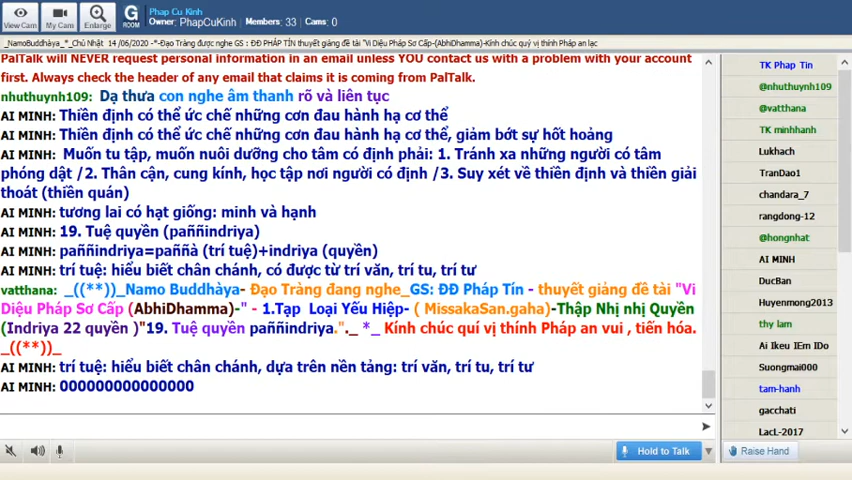 View Cam
My Cam
Enlarge
G
ROOM
Phap Cu Kinh
Owner: PhapCuKinh Members: 33 Cams: 0
_NamoBuddhàya_*_Chủ Nhật 14 /06/2020 -*-Đạo Tràng được nghe GS : ĐĐ PHÁP TÍN thuyết giảng đề tài "Vi Diệu Pháp Sơ Cấp-(AbhiDhamma)-Kính chúc quý vị thính Pháp an lạc
PalTalk will NEVER request personal information in an email unless YOU contact us with a problem with your account
first. Always check the header of any email that claims it is coming from PalTalk.
nhuthuynh109: Dạ thưa con nghe âm thanh rõ và liên tục
AI MINH: Thiền định có thể ức chế những cơn đau hành hạ cơ thể
AI MINH: Thiền định có thể ức chế những cơn đau hành hạ cơ thể, giảm bớt sự hốt hoảng
AI MINH: Muốn tu tập, muốn nuôi dưỡng cho tâm có định phải: 1. Tránh xa những người có tâm
phóng dật /2. Thân cận, cung kính, học tập nơi người có định /3. Suy xét về thiền định và thiền giải
thoát (thiền quán)
AI MINH: tương lai có hạt giống: minh và hạnh
AI MINH: 19. Tuệ quyền (paññindriya)
AI MINH: paññindriya=paññà (trí tuệ)+indriya (quyền)
AI MINH: trí tuệ: hiểu biết chân chánh, có được từ trí văn, trí tu, trí tư
vatthana: _((**))_Namo Buddhàya- Đạo Tràng đang nghe_GS: ĐĐ Pháp Tín - thuyết giảng đề tài "Vi
Diệu Pháp Sơ Cấp (AbhiDhamma)-" - 1.Tạp Loại Yếu Hiệp- ( MissakaSan.gaha)-Thập Nhị nhị Quyền
(Indriya 22 quyền )"19. Tuệ quyền paññindriya."._ *_ Kính chúc quí vị thính Pháp an vui , tiến hóa.
_((**))_
AI MINH: trí tuệ: hiểu biết chân chánh, dựa trên nền tảng: trí văn, trí tu, trí tư
AI MINH: 000000000000000
TK Phap Tin
@nhuthuynh109
@vatthana
TK minhhanh
Lukhach
TranDao1
chandara_7
rangdong-12
@hongnhat
AI MINH
DucBan
Huyenmong2013
thy lam
Ai Ikeu IEm IDo
Suongmai000
tam-hanh
gacchati
LacL-2017
Hold to Talk
Raise Hand